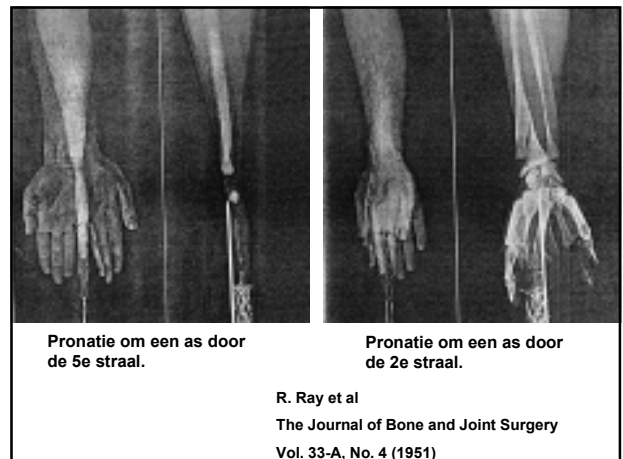 Pronatie om een as door
de 5e straal.
Pronatie om een as door
de 2e straal.
R. Ray et al
The Journal of Bone and Joint Surgery
Vol. 33-A, No. 4 (1951)